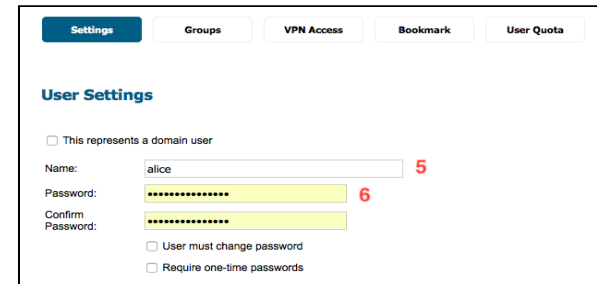 Settings Groups VPN Access Bookmark User Quota
User Settings
This represents a domain user
Name: alice 5
Password: ••••••••••••••• 6
Confirm
Password: •••••••••••••••
User must change password
Require one-time passwords